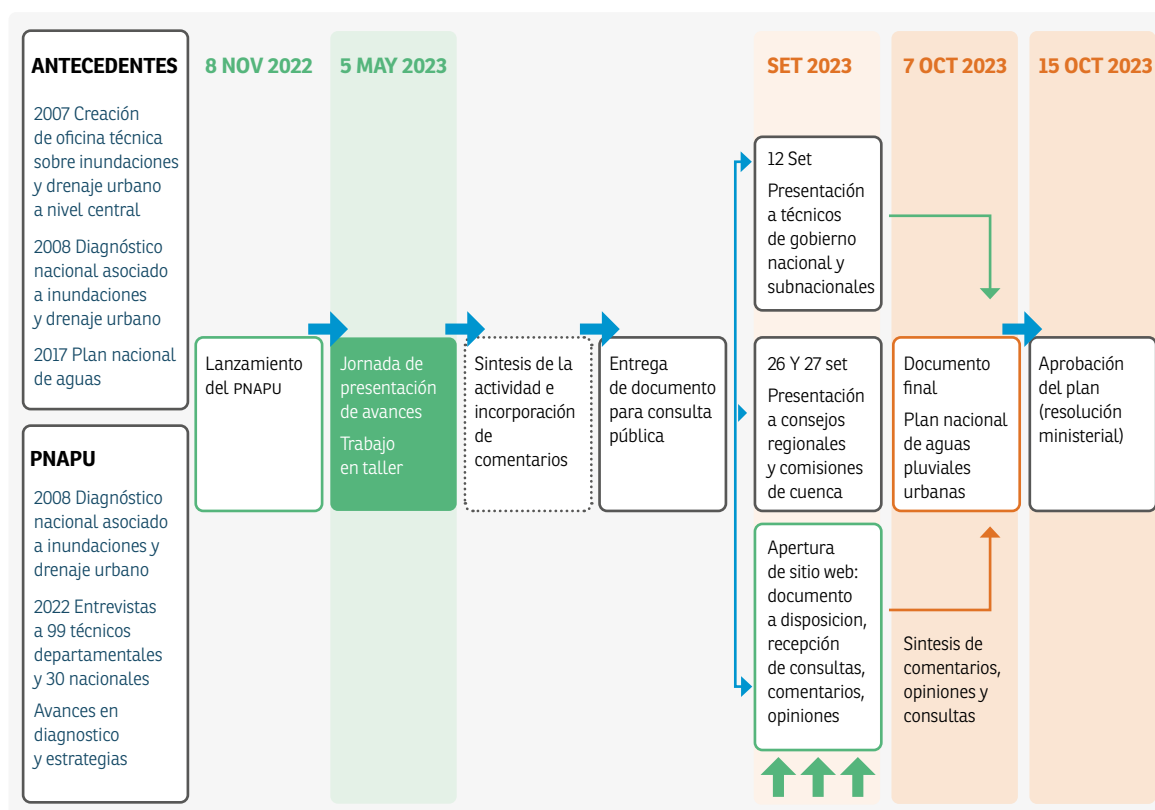 ANTECEDENTES
2007 Creación
de oficina técnica
sobre inundaciones
y drenaje urbano
a nivel central
2008 Diagnóstico
nacional asociado
a inundaciones
y drenaje urbano
2017 Plan nacional
de aguas
PNAPU
2008 Diagnóstico
nacional asociado
a inundaciones y
drenaje urbano
2022 Entrevistas
a 99 técnicos
departamentales
y 30 nacionales
Avances en
diagnostico
y estrategias
8 NOV 2022
Lanzamiento
del PNAPU
5 MAY 2023
Jornada de
presentación
de avances
Trabajo
en taller
Sintesis de la
actividad e
incorporación
de
comentarios
Entrega
de documento
para consulta
pública
SET 2023
12 Set
Presentación
a técnicos
de gobierno
nacional y
subnacionales
26 Y 27 set
Presentación
a consejos
regionales
y comisiones
de cuenca
Apertura
de sitio web:
documento
a disposicion,
recepción
de consultas,
comentarios,
opiniones
7 OCT 2023
Documento
final
Plan nacional
de aguas
pluviales
urbanas
Sintesis de
comentarios,
opiniones y
consultas
15 OCT 2023
Aprobación
del plan
(resolución
ministerial)